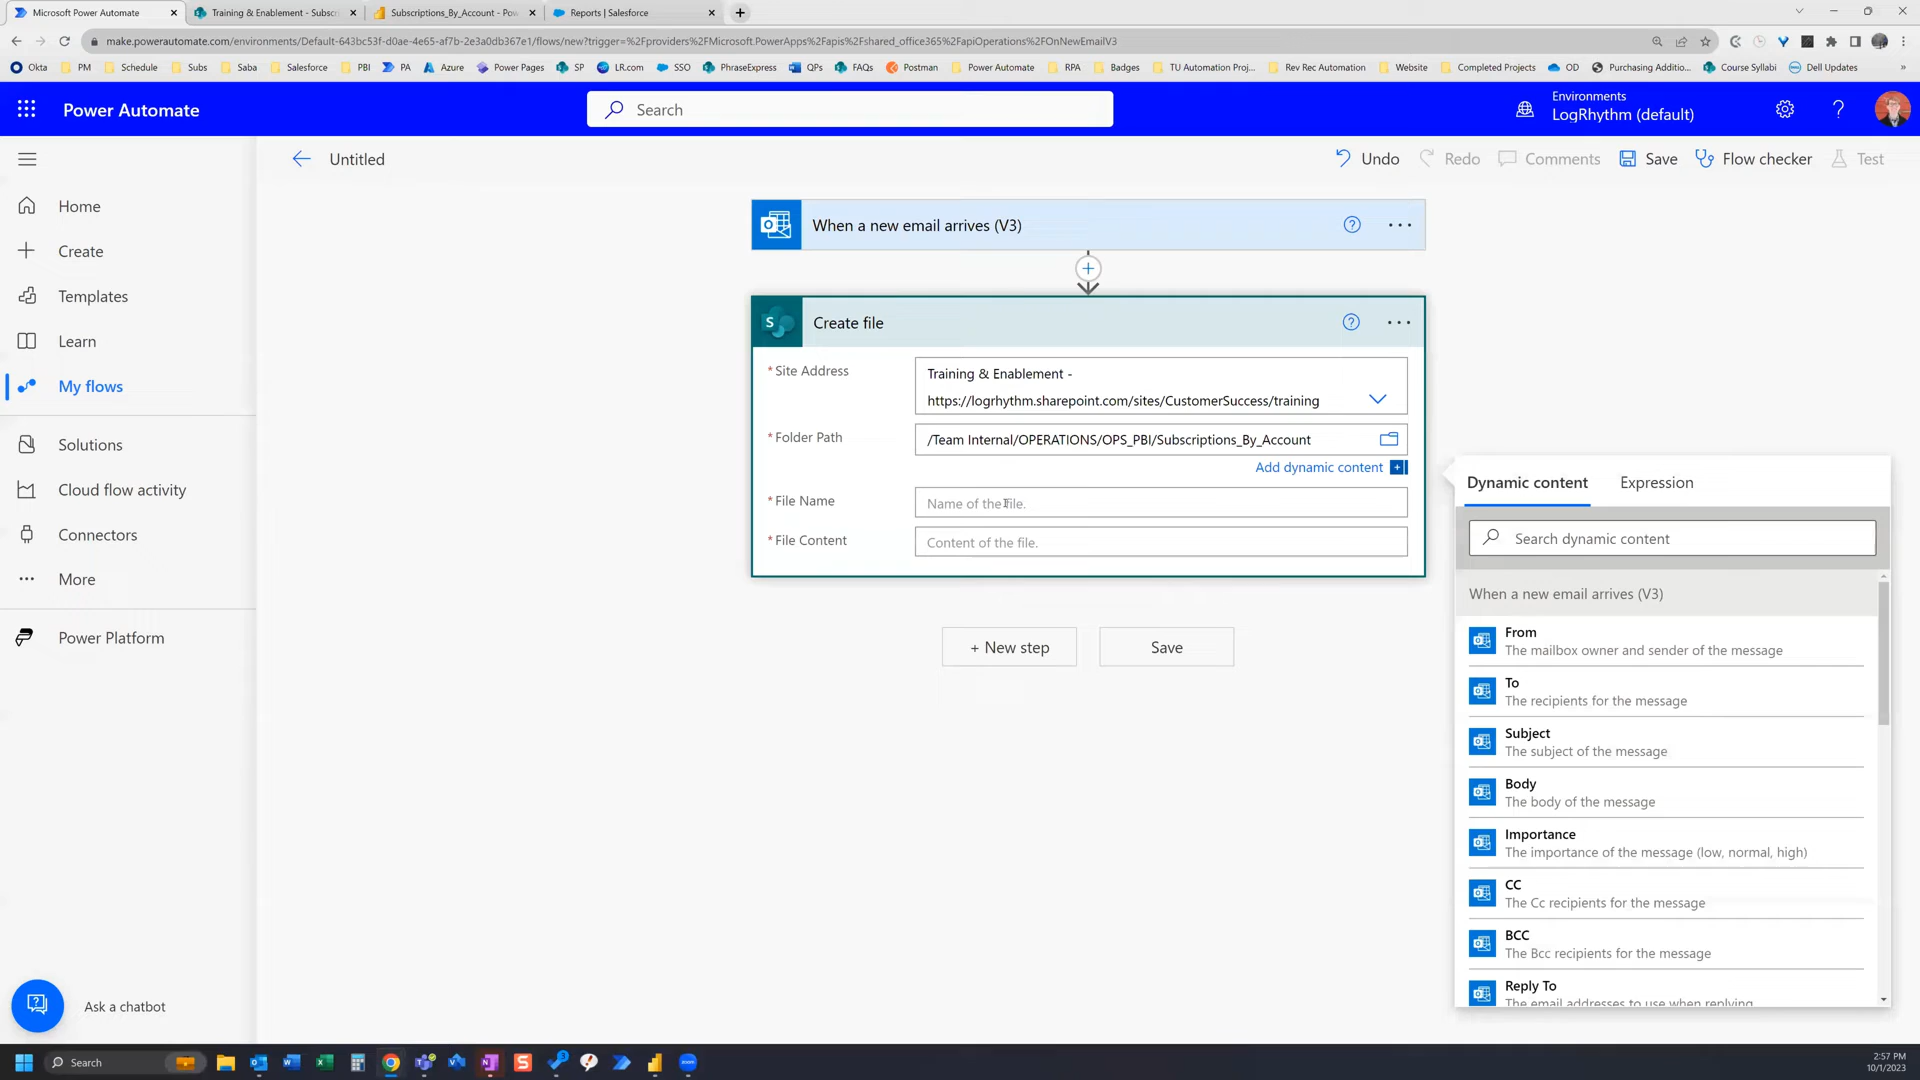 Microsoft Power Automate
Training & Enablement - Subscri
Subscriptions_By_Account - Pow
Reports | Salesforce
make.powerautomate.com/environments/Default-643bc53f-d0ae-4e65-af7b-2e3a0db367e1/flows/new?trigger=%2Fproviders%2FMicrosoft.PowerApps%2Fapis%2Fshared_office365%2FapiOperations%2FOnNewEmailV3
Okta
PM
Schedule
Subs
Saba
Salesforce
PBI
PA
Azure
Power Pages
SP
LR.com
SSO
PhraseExpress
QPs
FAQs
Postman
Power Automate
RPA
Badges
TU Automation Proj...
Rev Rec Automation
Website
Completed Projects
OD
Purchasing Additio...
Course Syllabi
Dell Updates
»
Power Automate
Search
Environments
LogRhythm (default)
Untitled
Undo
Redo
Comments
Save
Flow checker
Test
Home
Create
Templates
Learn
My flows
Solutions
Cloud flow activity
Connectors
More
Power Platform
Ask a chatbot
When a new email arrives (V3)
Create file
* Site Address
Training & Enablement -
https://logrhythm.sharepoint.com/sites/CustomerSuccess/training
* Folder Path
/Team Internal/OPERATIONS/OPS_PBI/Subscriptions_By_Account
Add dynamic content
* File Name
Name of the file.
* File Content
Content of the file.
+ New step
Save
Dynamic content
Expression
Search dynamic content
When a new email arrives (V3)
From
The mailbox owner and sender of the message
To
The recipients for the message
Subject
The subject of the message
Body
The body of the message
Importance
The importance of the message (low, normal, high)
CC
The Cc recipients for the message
BCC
The Bcc recipients for the message
Reply To
The email addresses to use when replying
Search
2:57 PM
10/1/2023